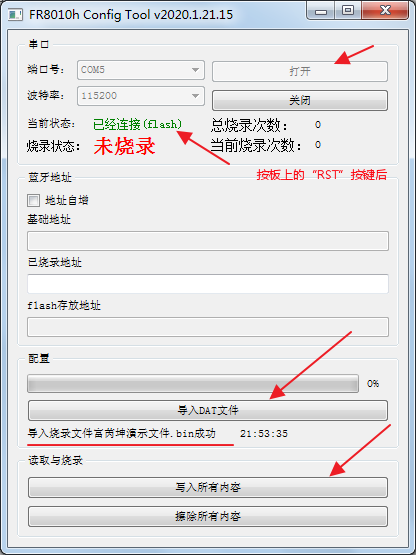 FR8010h Config Tool v2020.1.21.15
串口
端口号: COM5 打开
波特率: 115200 关闭
当前状态: 已经连接(flash) 总烧录次数: 0
烧录状态: 未烧录 当前烧录次数: 0
按板上的“RST”按键后
蓝牙地址
地址自增
基础地址
已烧录地址
flash存放地址
配置
0%
导入DAT文件
导入烧录文件富芮坤演示文件.bin成功 21:53:35
读取与烧录
写入所有内容
擦除所有内容